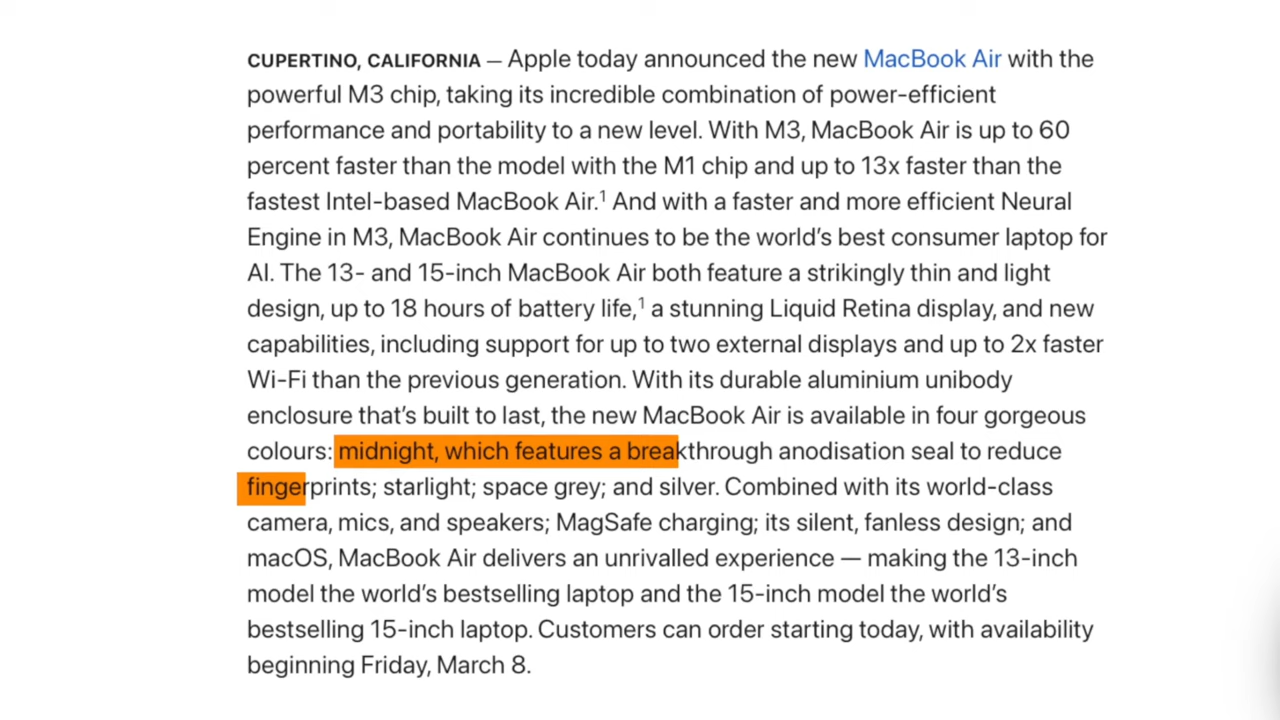 CUPERTINO, CALIFORNIA — Apple today announced the new MacBook Air with the
powerful M3 chip, taking its incredible combination of power-efficient
performance and portability to a new level. With M3, MacBook Air is up to 60
percent faster than the model with the M1 chip and up to 13x faster than the
fastest Intel-based MacBook Air.¹ And with a faster and more efficient Neural
Engine in M3, MacBook Air continues to be the world’s best consumer laptop for
AI. The 13- and 15-inch MacBook Air both feature a strikingly thin and light
design, up to 18 hours of battery life,¹ a stunning Liquid Retina display, and new
capabilities, including support for up to two external displays and up to 2x faster
Wi-Fi than the previous generation. With its durable aluminium unibody
enclosure that’s built to last, the new MacBook Air is available in four gorgeous
colours: midnight, which features a breakthrough anodisation seal to reduce
fingerprints; starlight; space grey; and silver. Combined with its world-class
camera, mics, and speakers; MagSafe charging; its silent, fanless design; and
macOS, MacBook Air delivers an unrivalled experience — making the 13-inch
model the world’s bestselling laptop and the 15-inch model the world’s
bestselling 15-inch laptop. Customers can order starting today, with availability
beginning Friday, March 8.